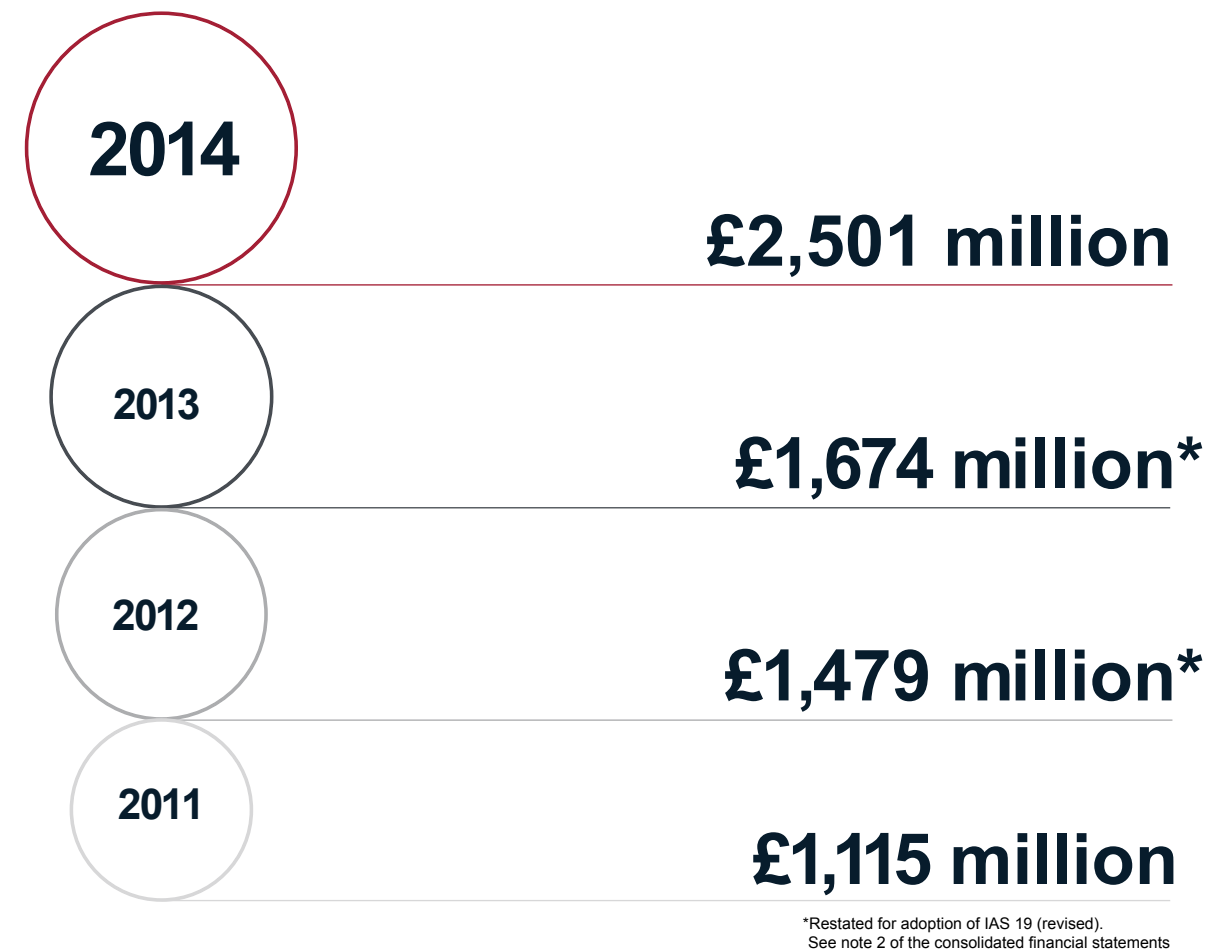 2014
£2,501 million
2013
£1,674 million*
2012
£1,479 million*
2011
£1,115 million
*Restated for adoption of IAS 19 (revised).
See note 2 of the consolidated financial statements